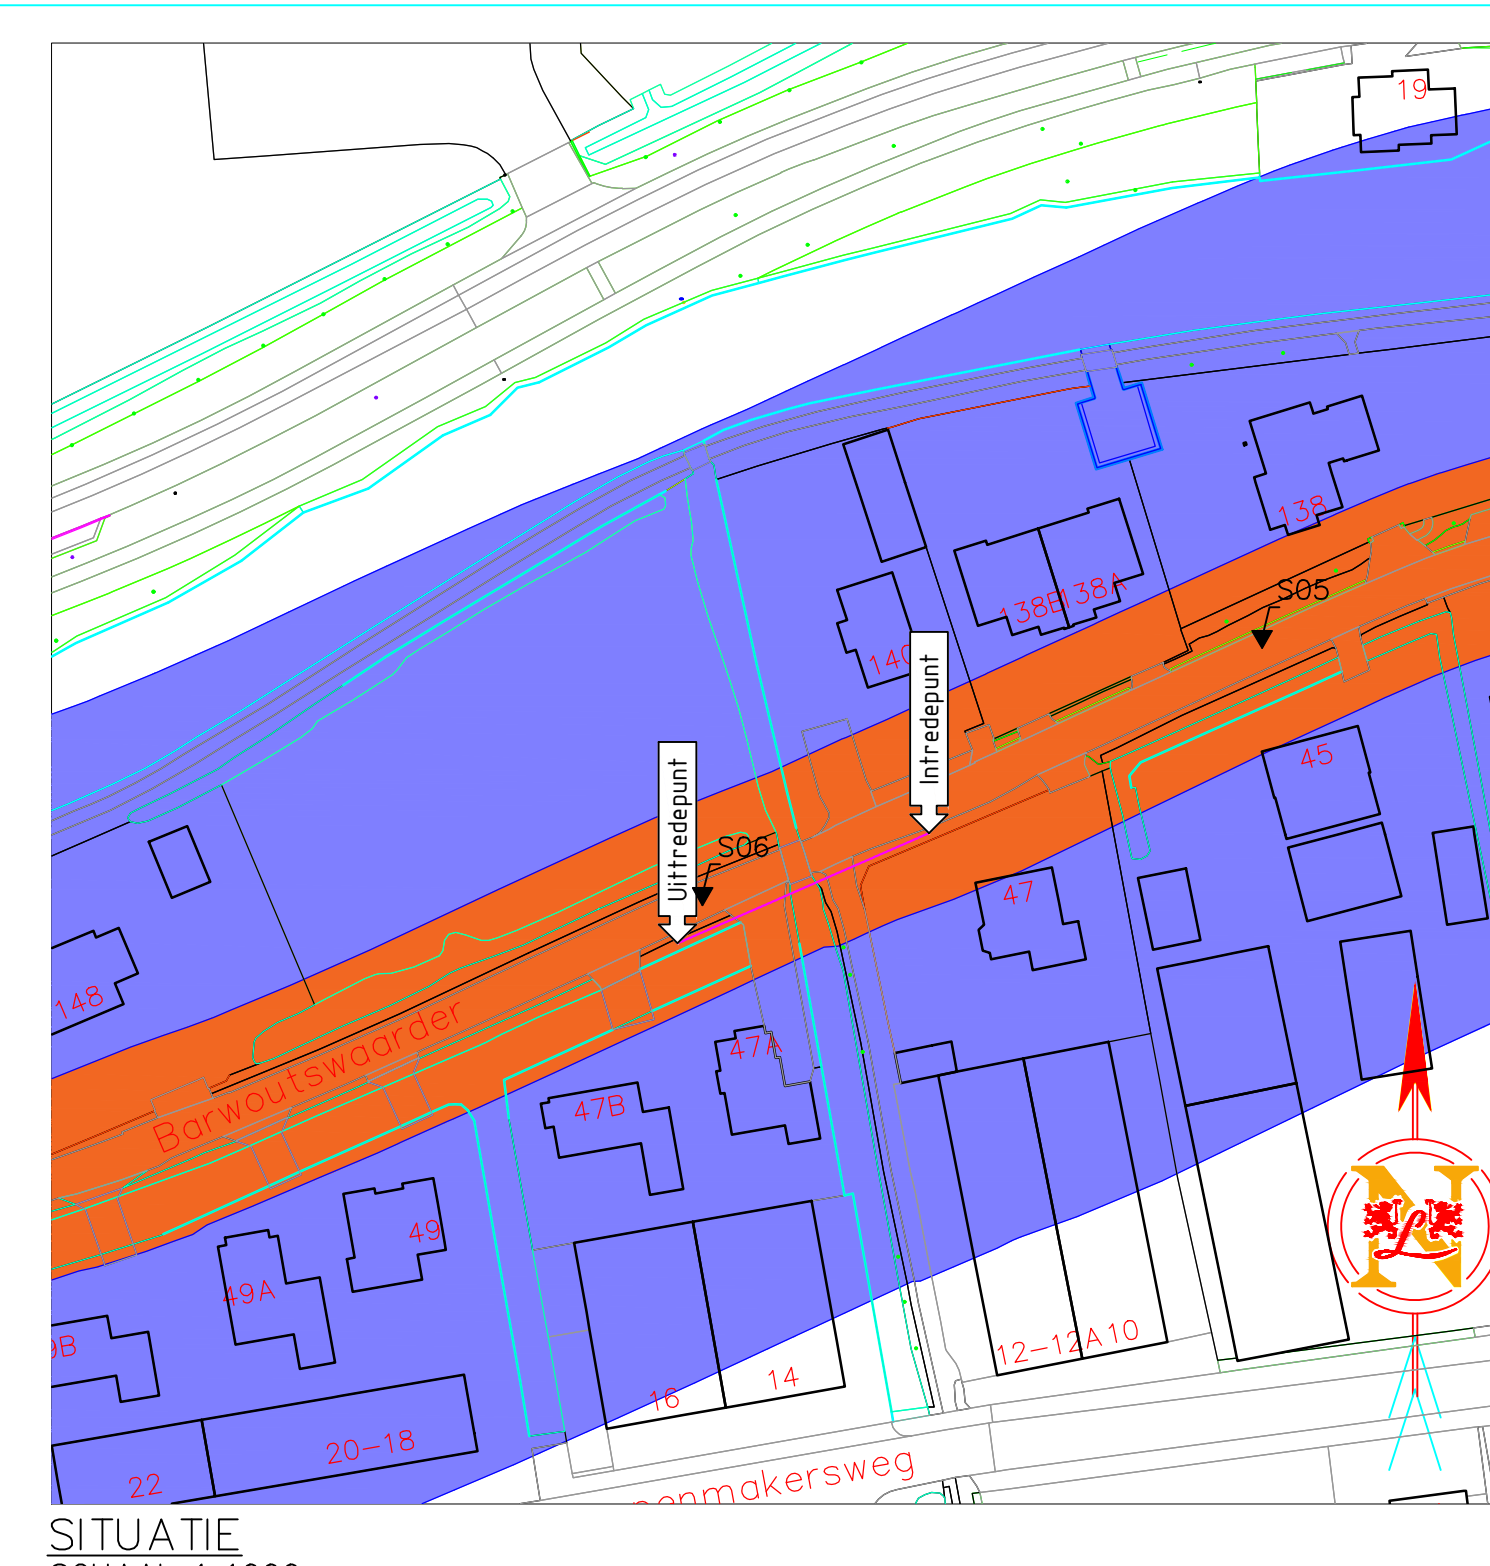 19
138
S05
138A
140
Intredepunt
Uittredepunt
S06
45
47
148
Barwoutswaarder
47A
47B
49
49A
9B
12-12A
10
14
16
20-18
22
N
L
penmakersweg
SITUATIE